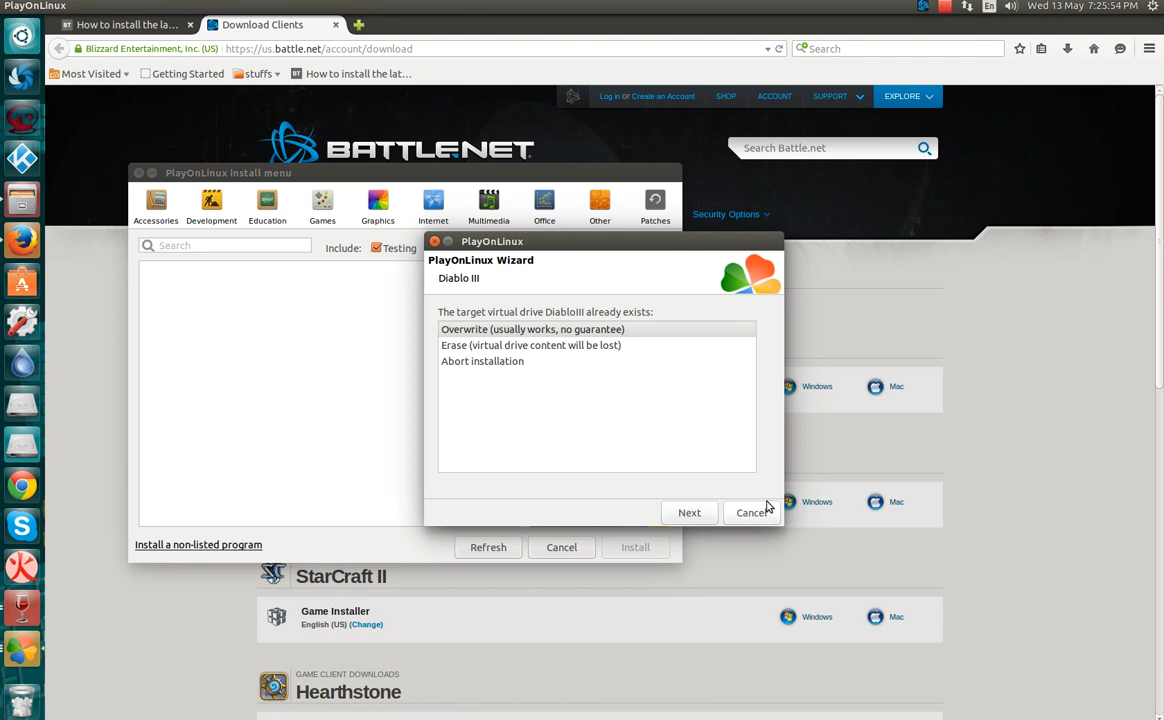 PlayOnLinux
En
Wed 13 May 7:25:54 PM
BT How to install the la...
Download Clients
Blizzard Entertainment, Inc. (US)
https://us.battle.net/account/download
Search
Most Visited
Getting Started
stuffs
BT How to install the lat...
Log in or Create an Account
SHOP
ACCOUNT
SUPPORT
EXPLORE
BATTLE.NET
Search Battle.net
Security Options
PlayOnLinux install menu
Accessories
Development
Education
Games
Graphics
Internet
Multimedia
Office
Other
Patches
Search
Include:
Testing
PlayOnLinux
PlayOnLinux Wizard
Diablo III
The target virtual drive DiabloIII already exists:
Overwrite (usually works, no guarantee)
Erase (virtual drive content will be lost)
Abort installation
Next
Cancel
Windows
Mac
Windows
Mac
Install a non-listed program
Refresh
Cancel
Install
StarCraft II
Game Installer
English (US) (Change)
Windows
Mac
GAME CLIENT DOWNLOADS
Hearthstone